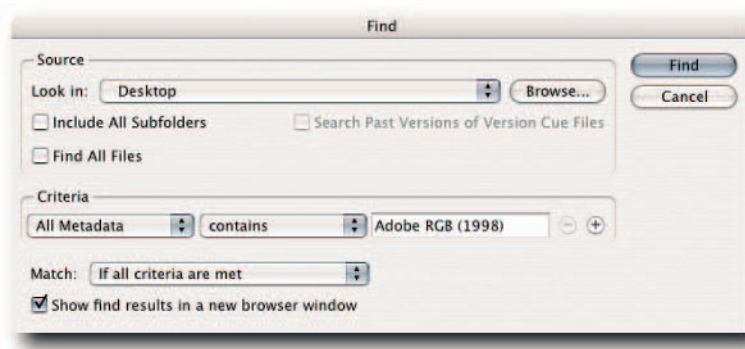 Find
Source
Look in: Desktop Browse...
Include All Subfolders Search Past Versions of Version Cue Files
Find All Files
Find
Cancel
Criteria
All Metadata contains Adobe RGB (1998)
Match: If all criteria are met
Show find results in a new browser window